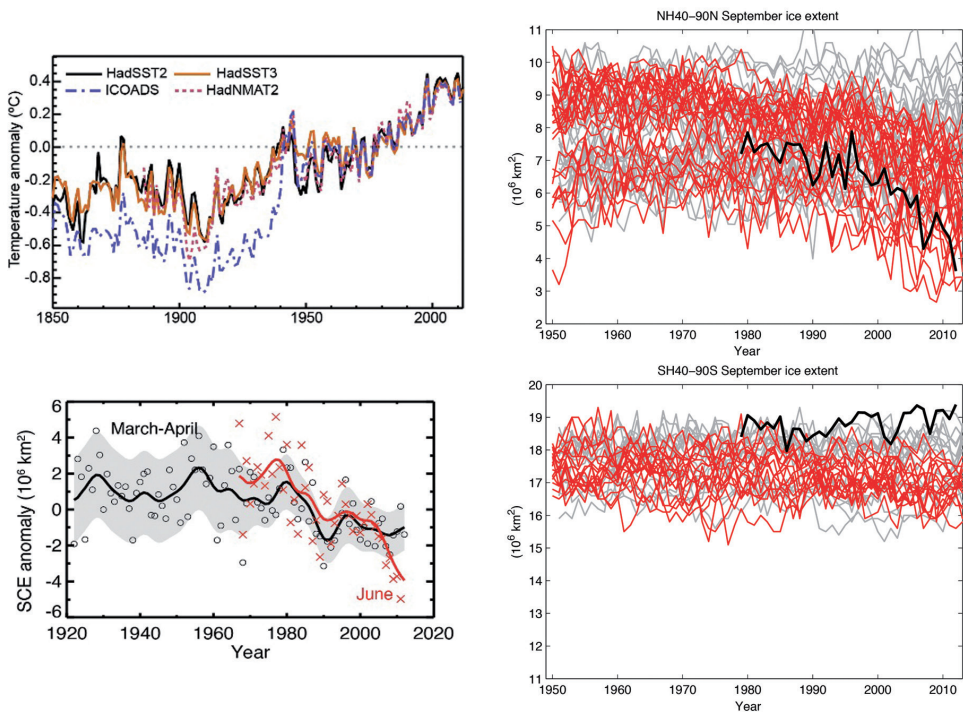 HadSST2 HadSST3
ICOADS HadNMAT2
Temperature anomaly (ºC)
0.4
0.2
0.0
-0.2
-0.4
-0.6
-0.8
1850 1900 1950 2000
NH40−90N September ice extent
(10⁶ km²)
11
10
9
8
7
6
5
4
3
2
1950 1960 1970 1980 1990 2000 2010
Year
March-April
June
SCE anomaly (10⁶ km²)
6
4
2
0
-2
-4
-6
1920 1940 1960 1980 2000 2020
Year
SH40−90S September ice extent
(10⁶ km²)
20
19
18
17
16
15
14
13
12
11
1950 1960 1970 1980 1990 2000 2010
Year